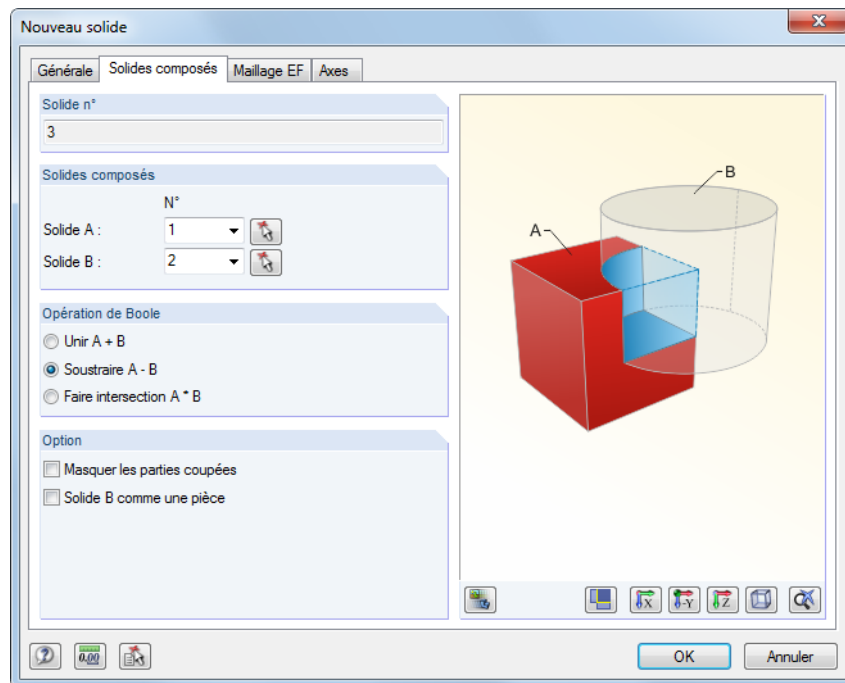 Nouveau solide
Générale Solides composés Maillage EF Axes
Solide n°
3
Solides composés
N°
Solide A : 1
Solide B : 2
Opération de Boole
Unir A + B
Soustraire A - B
Faire intersection A * B
Option
Masquer les parties coupées
Solide B comme une pièce
B
A
X -Y Z
0.00
OK Annuler